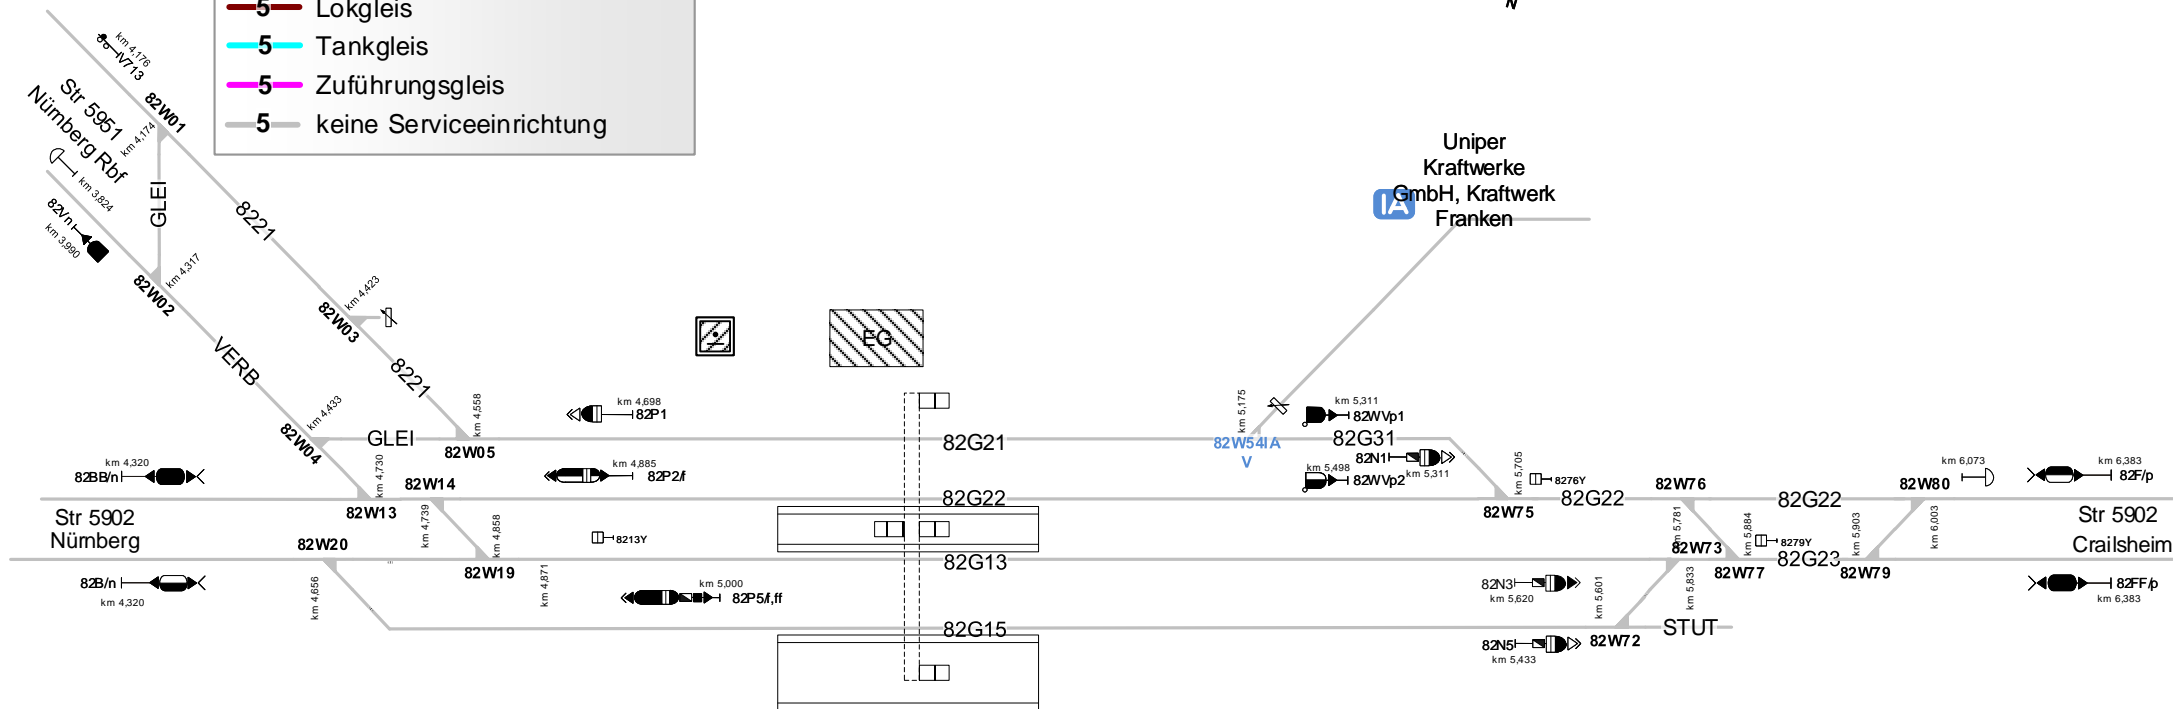 5 Lokgleis
5 Tankgleis
5 Zuführungsgleis
5 keine Serviceeinrichtung
N
km 4,176
IV713
82W01
km 4,174
Str 5951
Nürnberg Rbf
km 3,824
82Vn
km 3,990
GLEI
8221
82W02
km 4,317
km 4,423
82W03
VERB
8221
km 4,433
82W04
GLEI
82W05
km 4,558
km 4,698
82P1
EG
Uniper
Kraftwerke
GmbH, Kraftwerk
Franken
IA
km 5,175
82W54IA
V
82G21
82G31
km 5,311
82WVp1
82N1
km 5,311
km 5,498
82WVp2
km 4,320
82BB/n
km 4,730
82W14
km 4,885
82P2/f
82G22
82W13
km 4,739
km 4,858
Str 5902
Nürnberg
82W20
82W19
8213Y
82G13
km 4,871
82B/n
km 4,320
km 4,656
km 5,000
82P5/f,ff
82G15
km 5,705
82W75
8276Y
82G22
82W76
82G22
82W80
km 6,073
km 6,383
82F/p
km 5,781
82W73
km 5,884
8279Y
82G23
km 5,903
km 6,003
82W77
82W79
Str 5902
Crailsheim
82FF/p
km 6,383
82N3
km 5,620
km 5,601
km 5,833
82N5
km 5,433
82W72
STUT